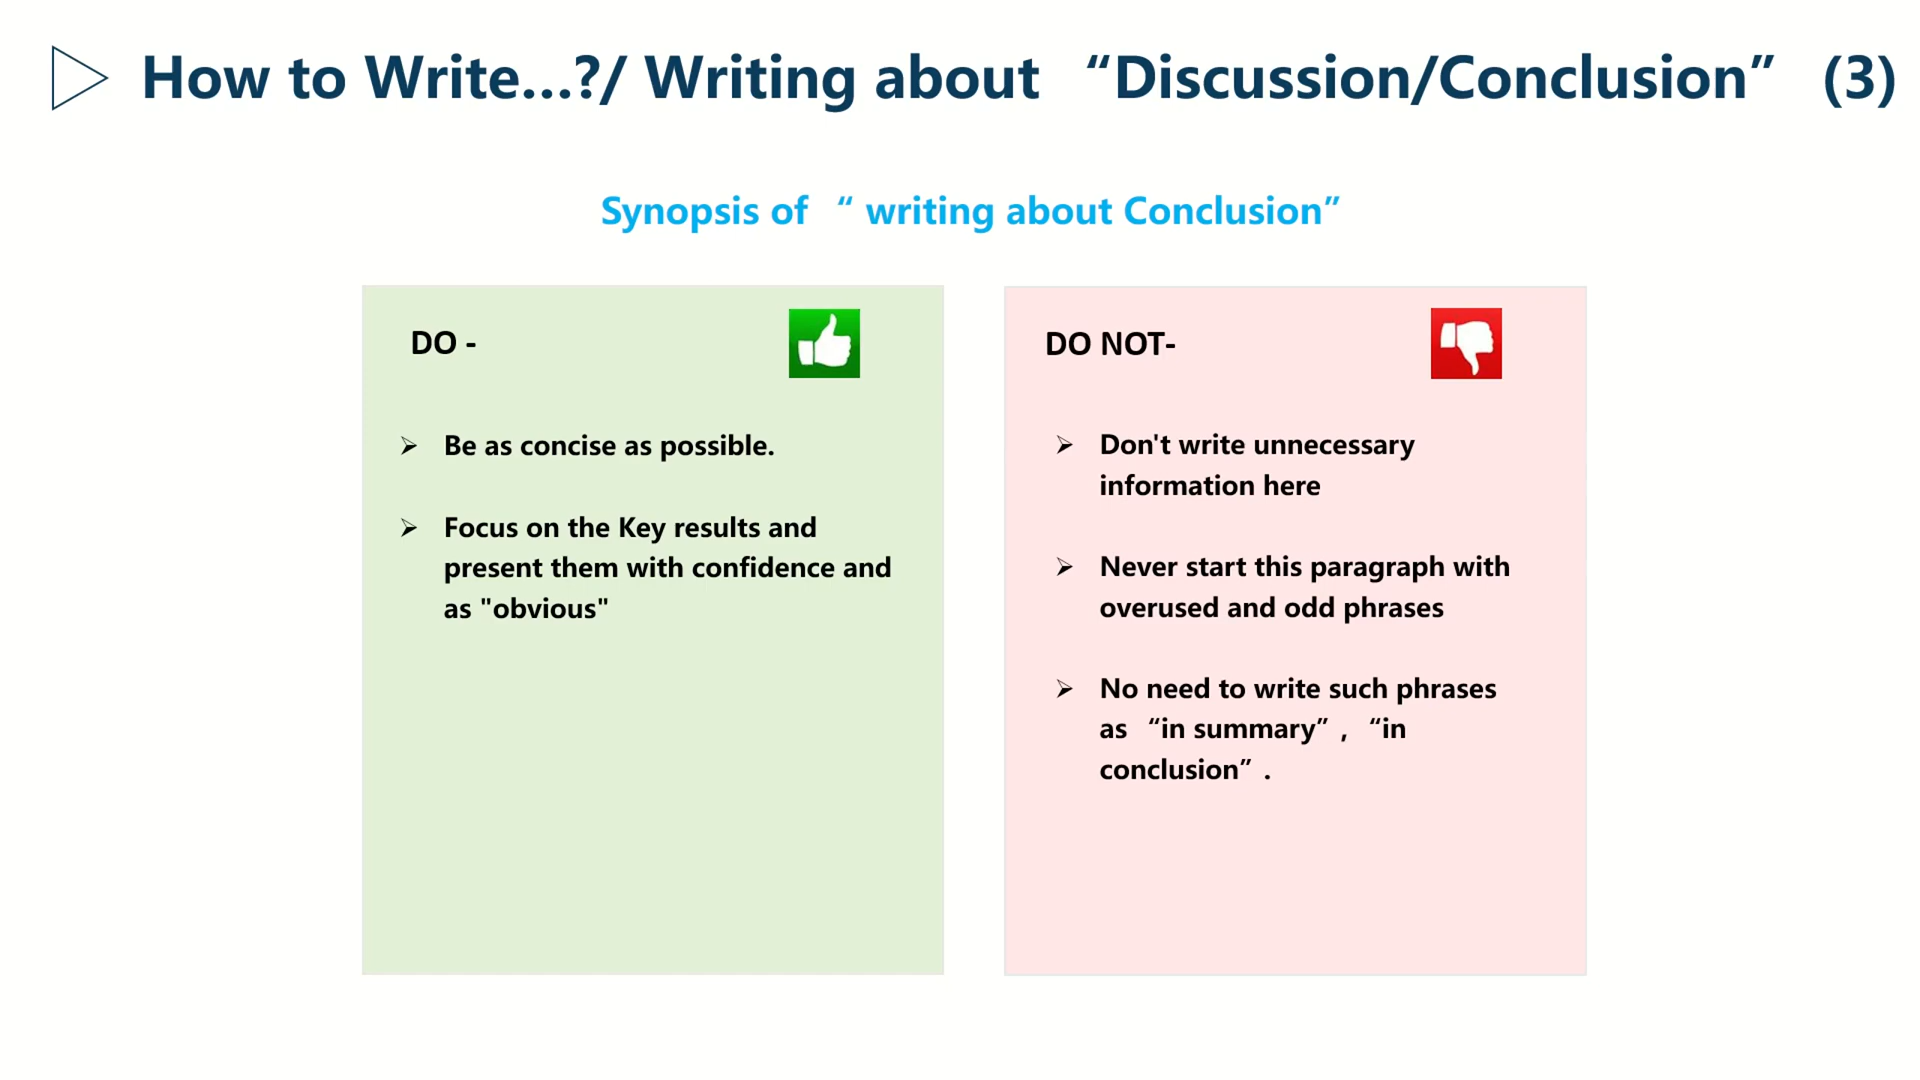 How to Write...?/ Writing about “Discussion/Conclusion” (3)
Synopsis of “ writing about Conclusion”
DO -
Be as concise as possible.
Focus on the Key results and
present them with confidence and
as "obvious"
DO NOT-
Don't write unnecessary
information here
Never start this paragraph with
overused and odd phrases
No need to write such phrases
as “in summary” , “in
conclusion” .